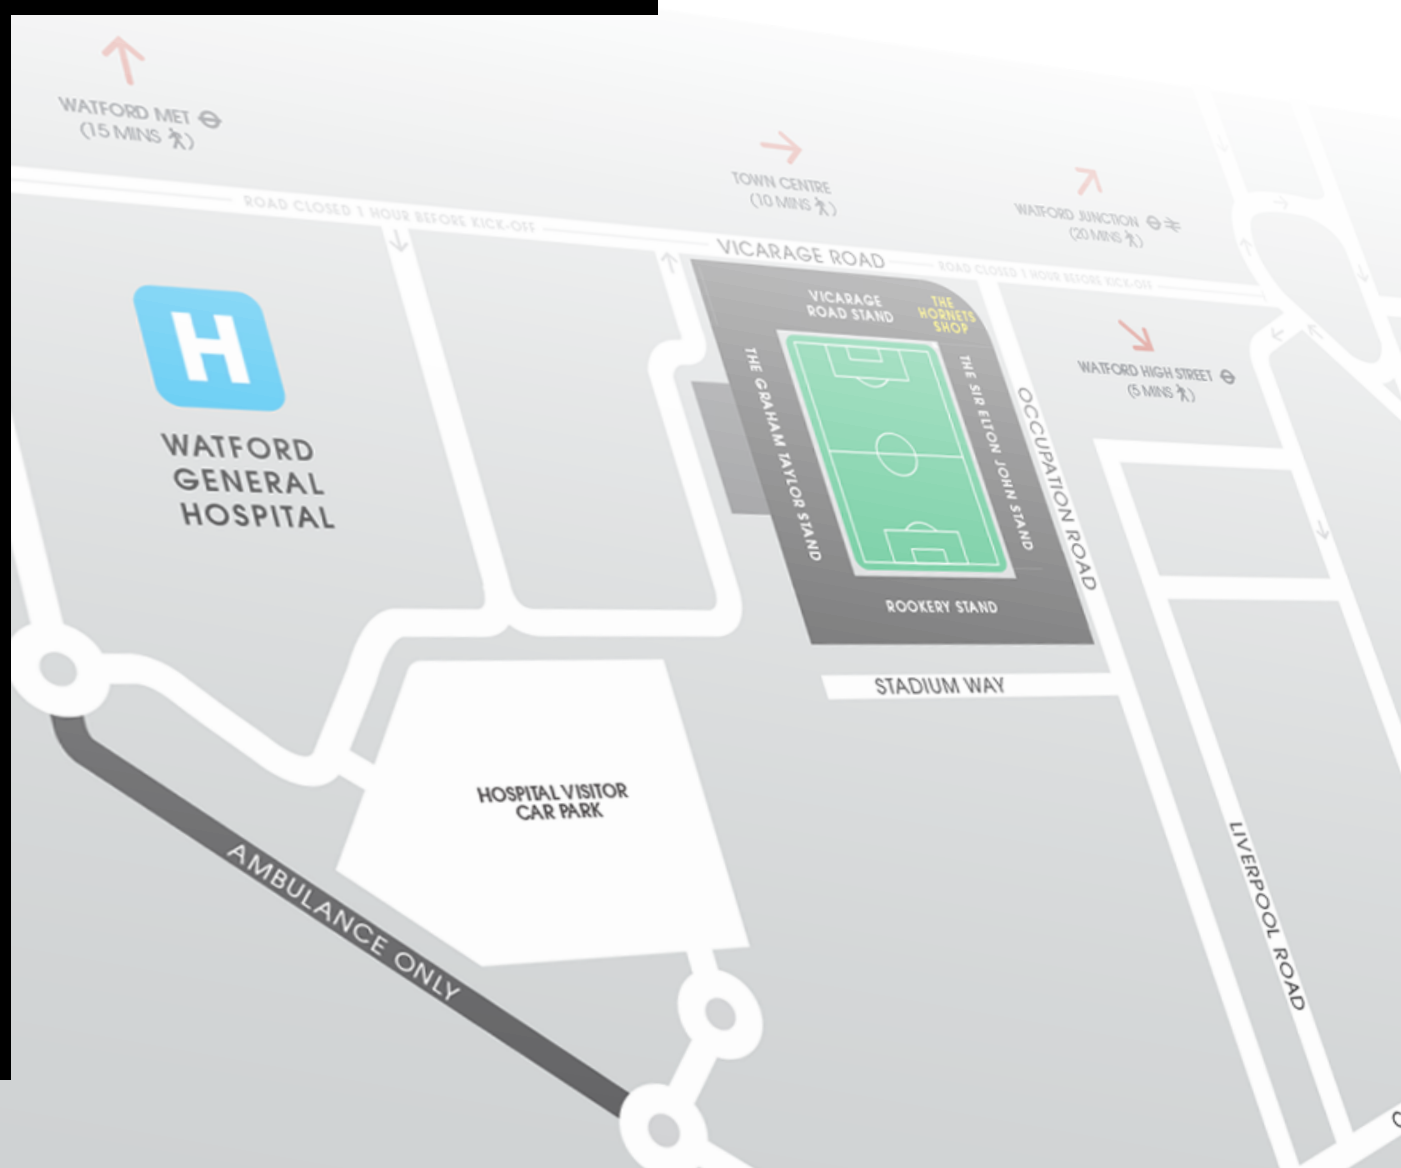 WATFORD MET
(15 MINS )
TOWN CENTRE
(10 MINS )
WATFORD JUNCTION
(20 MINS )
ROAD CLOSED 1 HOUR BEFORE KICK-OFF
VICARAGE ROAD
ROAD CLOSED 1 HOUR BEFORE KICK-OFF
H
WATFORD
GENERAL
HOSPITAL
VICARAGE
ROAD STAND
THE
HORNETS
SHOP
WATFORD HIGH STREET
(5 MINS )
THE GRAHAM TAYLOR STAND
THE SIR ELTON JOHN STAND
OCCUPATION ROAD
ROOKERY STAND
STADIUM WAY
HOSPITAL VISITOR
CAR PARK
AMBULANCE ONLY
LIVERPOOL ROAD